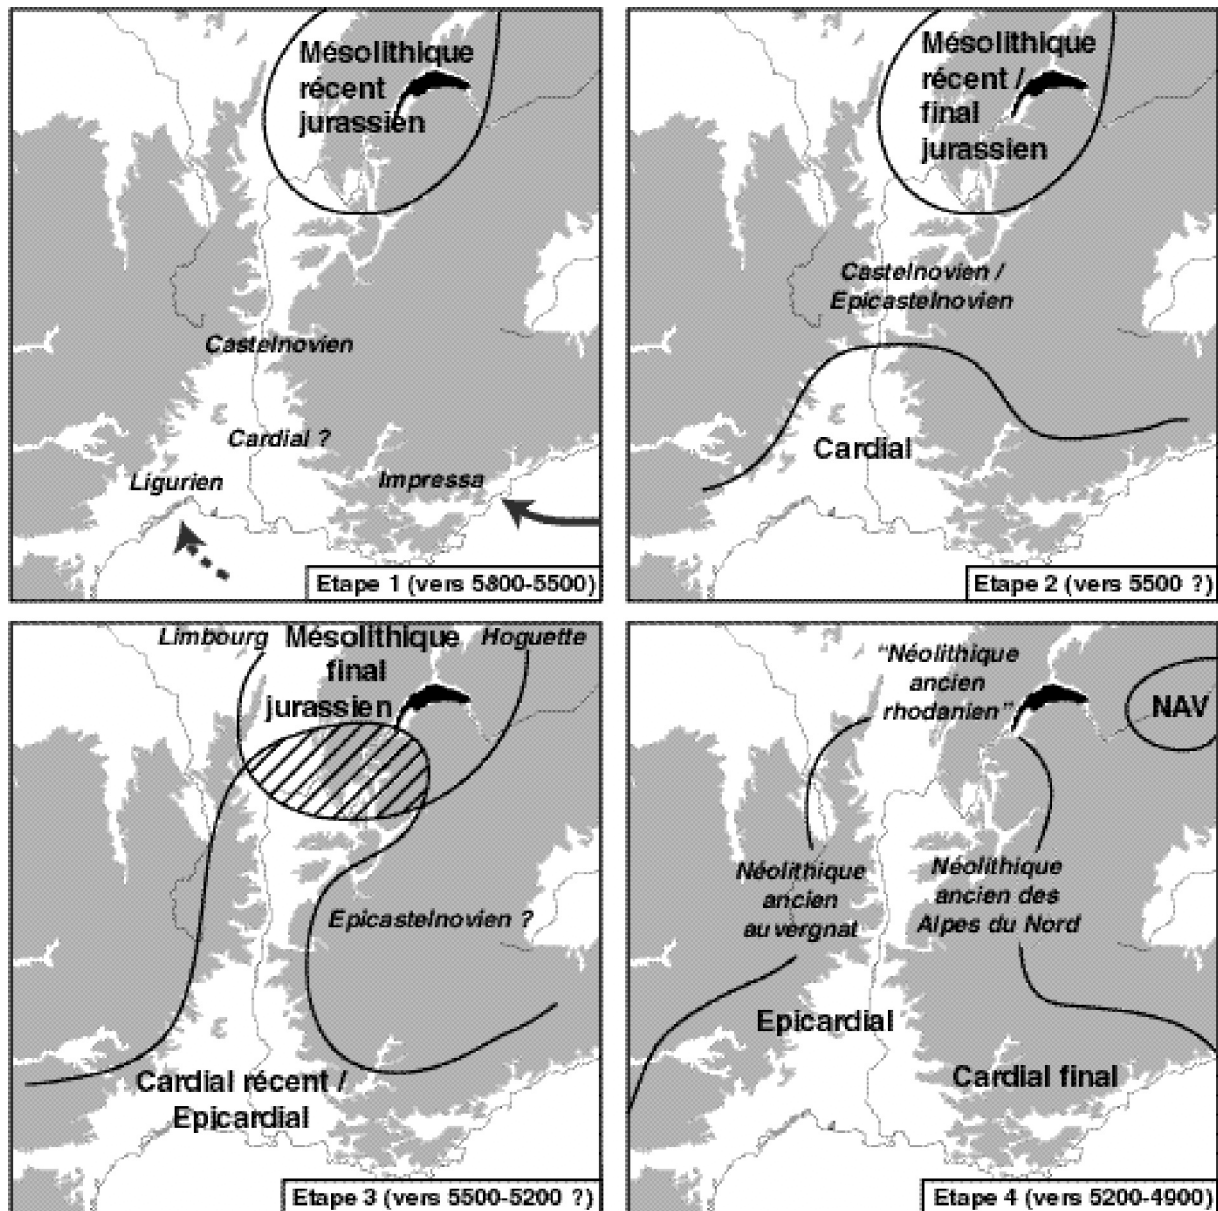 Mésolithique
récent
jurassien
Castelnovien
Cardial ?
Ligurien
Impressa
Etape 1 (vers 5800-5500)
Mésolithique
récent /
final
jurassien
Castelnovien /
Epicastelnovien
Cardial
Etape 2 (vers 5500 ?)
Limbourg
Mésolithique
final
jurassien
Hoguette
Epicastelnovien ?
Cardial récent /
Epicardial
Etape 3 (vers 5500-5200 ?)
"Néolithique
ancien
rhodanien"
NAV
Néolithique
ancien
auvergnat
Néolithique
ancien des
Alpes du Nord
Epicardial
Cardial final
Etape 4 (vers 5200-4900)